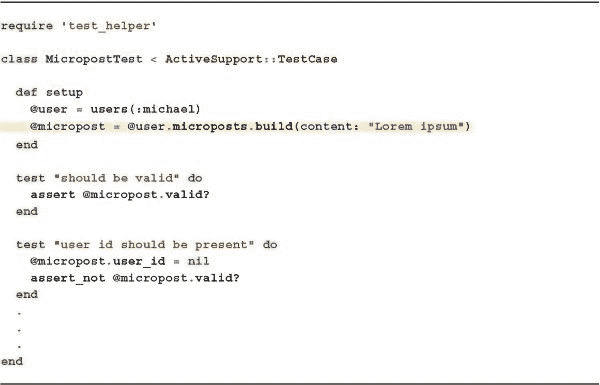 require 'test_helper'
class MicropostTest < ActiveSupport::TestCase
  def setup
    @user = users(:michael)
    @micropost = @user.microposts.build(content: "Lorem ipsum")
  end
  test "should be valid" do
    assert @micropost.valid?
  end
  test "user id should be present" do
    @micropost.user_id = nil
    assert_not @micropost.valid?
  end
  .
  .
  .
end